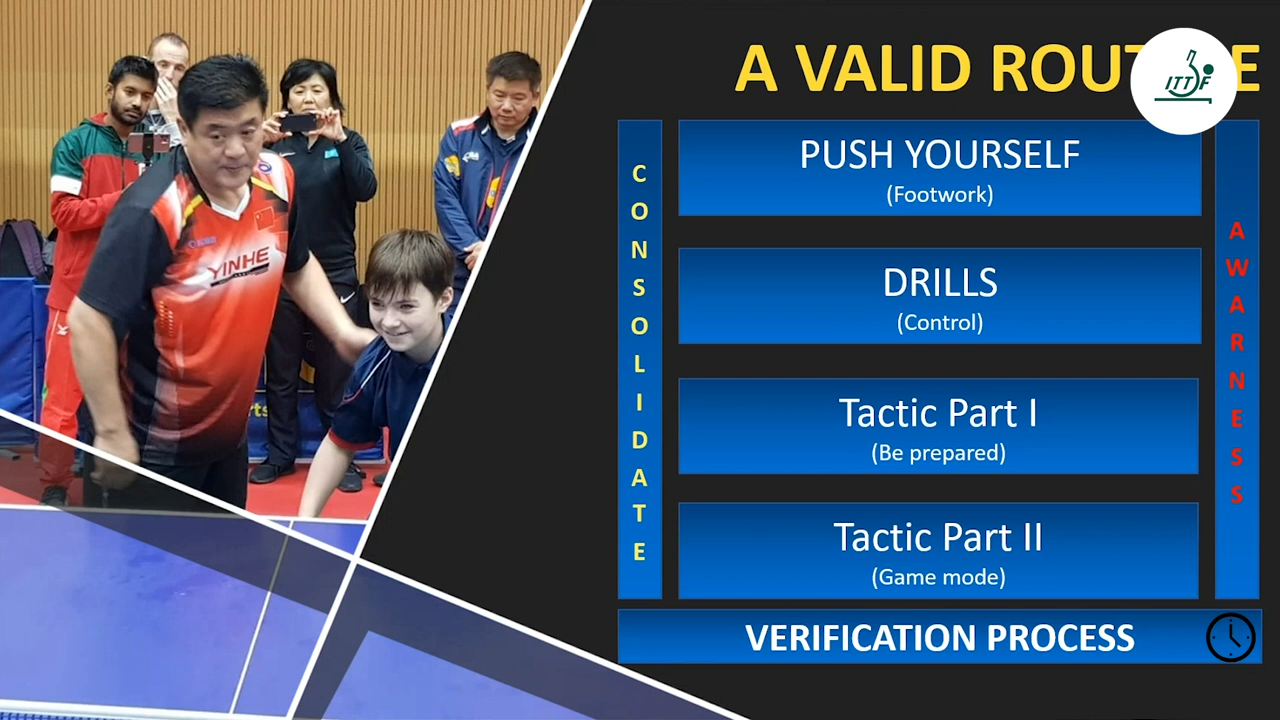 A VALID ROUT E
ITTF
CONSOLIDATE
PUSH YOURSELF
(Footwork)
DRILLS
(Control)
Tactic Part I
(Be prepared)
Tactic Part II
(Game mode)
AWARNESS
VERIFICATION PROCESS
YINHE